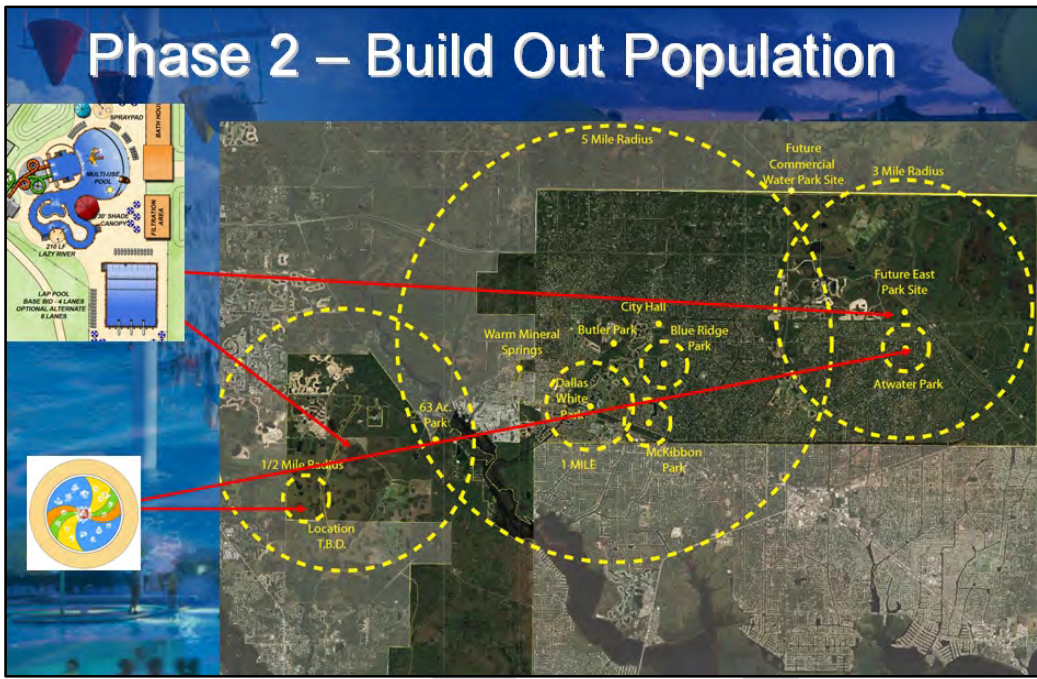 Phase 2 – Build Out Population
SPRAYPAD
BATH HOUSE
MULTI-USE
POOL
30' SHADE
CANOPY
FILTRATION
AREA
210 LF
LAZY RIVER
LAP POOL
BASE BID - 4 LANES
OPTIONAL ALTERNATE
8 LANES
5 Mile Radius
Future
Commercial
Water Park Site
3 Mile Radius
Future East
Park Site
City Hall
Butler Park
Blue Ridge
Park
Warm Mineral
Springs
Atwater Park
Dallas
White
Park
63 Ac.
Park
1 MILE
McKibbon
Park
1/2 Mile Radius
Location
T.B.D.